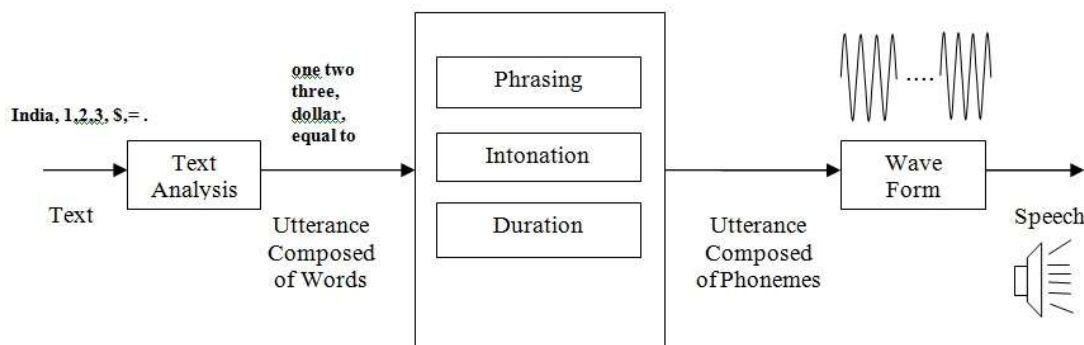 India, 1,2,3, $,= .
Text
Text
Analysis
one two
three,
dollar,
equal to
Utterance
Composed
of Words
Phrasing
Intonation
Duration
Utterance
Composed
of Phonemes
....
Wave
Form
Speech